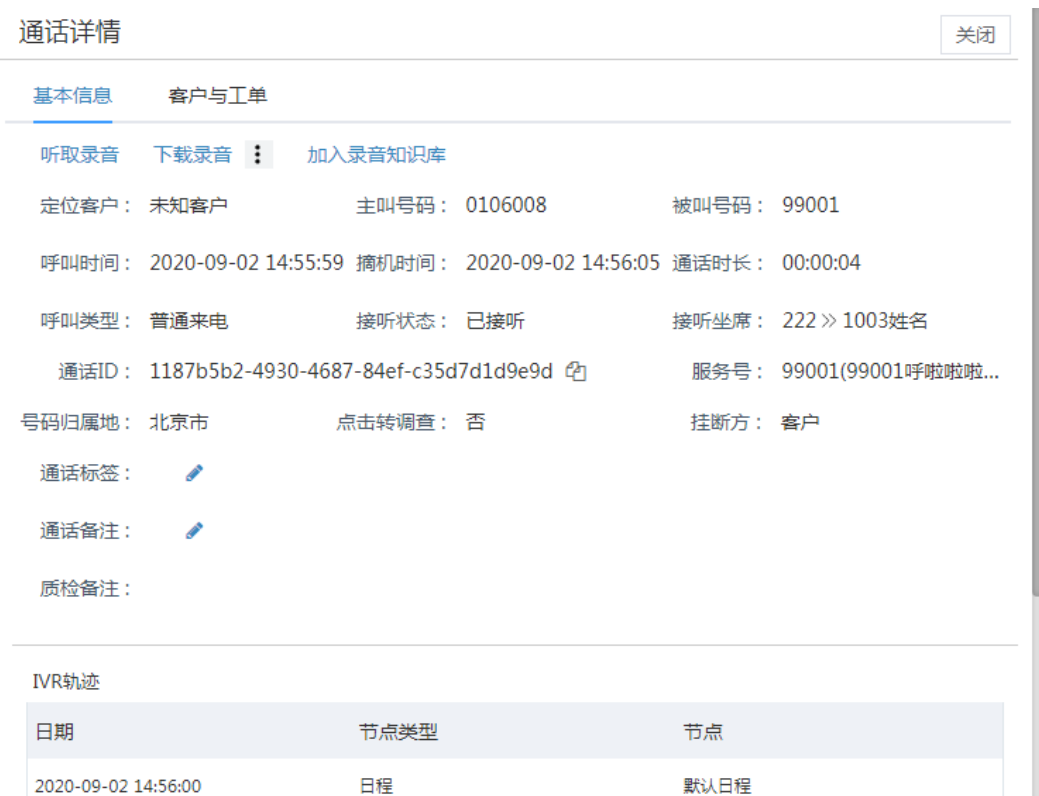 通话详情 关闭
基本信息 客户与工单
听取录音 下载录音 加入录音知识库
定位客户： 未知客户 主叫号码： 0106008 被叫号码： 99001
呼叫时间： 2020-09-02 14:55:59 摘机时间： 2020-09-02 14:56:05 通话时长： 00:00:04
呼叫类型： 普通来电 接听状态： 已接听 接听坐席： 222 >> 1003姓名
通话ID： 1187b5b2-4930-4687-84ef-c35d7d1d9e9d 服务号： 99001(99001呼啦啦啦...
号码归属地： 北京市 点击转调查： 否 挂断方： 客户
通话标签：
通话备注：
质检备注：
IVR轨迹
日期 节点类型 节点
2020-09-02 14:56:00 日程 默认日程